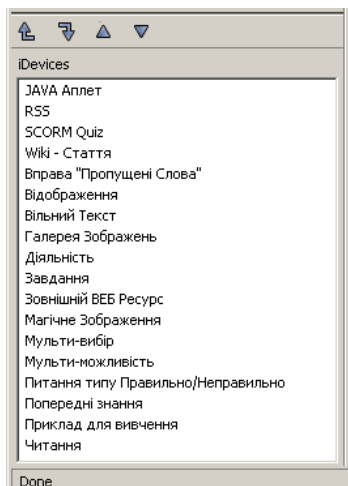 iDevices
JAVA Аплет
RSS
SCORM Quiz
Wiki - Стаття
Вправа "Пропущені Слова"
Відображення
Вільний Текст
Галерея Зображень
Діяльність
Завдання
Зовнішній ВЕБ Ресурс
Магічне Зображення
Мульти-вибір
Мульти-можливість
Питання типу Правильно/Неправильно
Попередні знання
Приклад для вивчення
Читання
Done